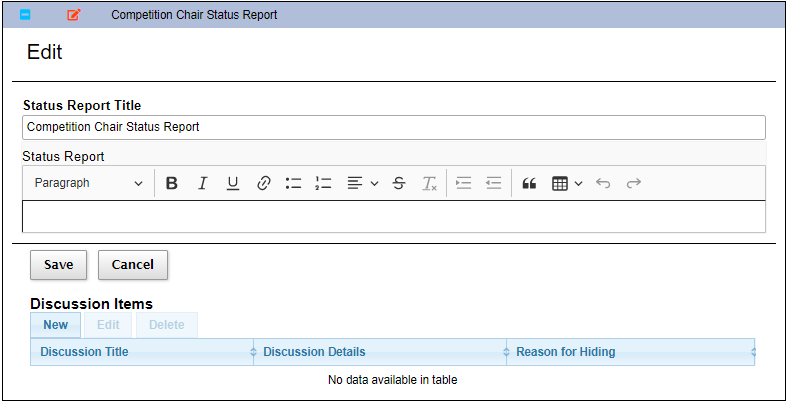 Competition Chair Status Report
Edit
Status Report Title
Competition Chair Status Report
Status Report
Paragraph
Save Cancel
Discussion Items
New Edit Delete
Discussion Title Discussion Details Reason for Hiding
No data available in table